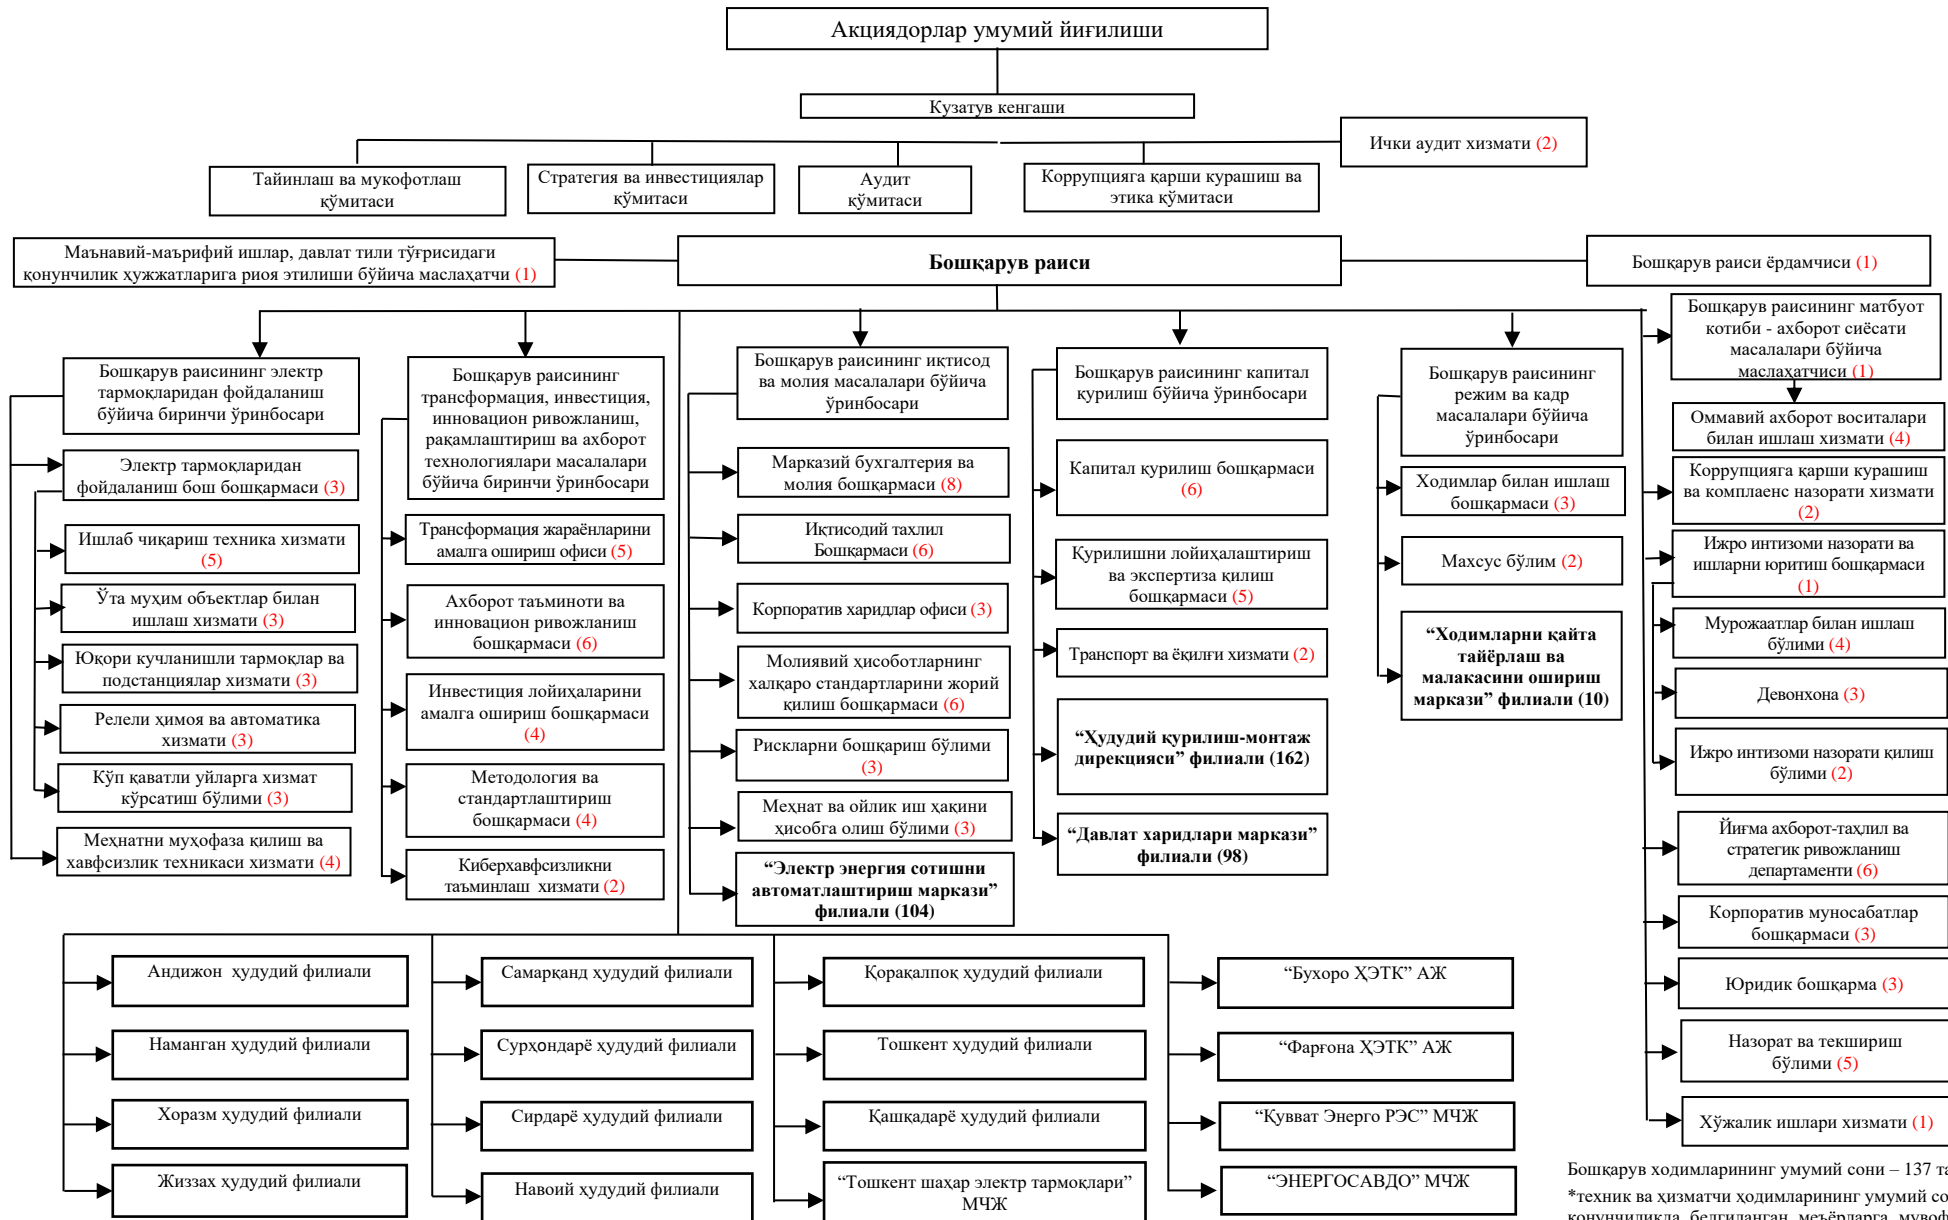 Акциядорлар умумий йиғилиши
Кузатув кенгаши
Ички аудит хизмати (2)
Тайинлаш ва мукофотлаш
қўмитаси
Стратегия ва инвестициялар
қўмитаси
Аудит
қўмитаси
Коррупцияга қарши курашиш ва
этика қўмитаси
Маънавий-маърифий ишлар, давлат тили тўғрисидаги
қонунчилик ҳужжатларига риоя этилиши бўйича маслаҳатчи (1)
Бошқарув раиси
Бошқарув раиси ёрдамчиси (1)
Бошқарув раисининг электр
тармоқларидан фойдаланиш
бўйича биринчи ўринбосари
Электр тармоқларидан
фойдаланиш бош бошқармаси (3)
Ишлаб чиқариш техника хизмати
(5)
Ўта муҳим объектлар билан
ишлаш хизмати (3)
Юқори кучланишли тармоқлар ва
подстанциялар хизмати (3)
Релели ҳимоя ва автоматика
хизмати (3)
Кўп қаватли уйларга хизмат
кўрсатиш бўлими (3)
Меҳнатни муҳофаза қилиш ва
хавфсизлик техникаси хизмати (4)
Бошқарув раисининг
трансформация, инвестиция,
инновацион ривожланиш,
рақамлаштириш ва ахборот
технологиялари масалалари
бўйича биринчи ўринбосари
Трансформация жараёнларини
амалга ошириш офиси (5)
Ахборот таъминоти ва
инновацион ривожланиш
бошқармаси (6)
Инвестиция лойиҳаларини
амалга ошириш бошқармаси
(4)
Методология ва
стандартлаштириш
бошқармаси (4)
Киберхавфсизликни
таъминлаш хизмати (2)
Бошқарув раисининг иқтисод
ва молия масалалари бўйича
ўринбосари
Марказий бухгалтерия ва
молия бошқармаси (8)
Иқтисодий тахлил
Бошқармаси (6)
Корпоратив харидлар офиси (3)
Молиявий ҳисоботларнинг
халқаро стандартларини жорий
қилиш бошқармаси (6)
Рискларни бошқариш бўлими
(3)
Меҳнат ва ойлик иш ҳақини
ҳисобга олиш бўлими (3)
“Электр энергия сотишни
автоматлаштириш маркази”
филиали (104)
Бошқарув раисининг капитал
қурилиш бўйича ўринбосари
Капитал қурилиш бошқармаси
(6)
Қурилишни лойиҳалаштириш
ва экспертиза қилиш
бошқармаси (5)
Транспорт ва ёқилғи хизмати (2)
“Ҳудудий қурилиш-монтаж
дирекцияси” филиали (162)
“Давлат харидлари маркази”
филиали (98)
Бошқарув раисининг
режим ва кадр
масалалари бўйича
ўринбосари
Ходимлар билан ишлаш
бошқармаси (3)
Махсус бўлим (2)
“Ходимларни қайта
тайёрлаш ва
малакасини ошириш
маркази” филиали (10)
Бошқарув раисининг матбуот
котиби - ахборот сиёсати
масалалари бўйича
маслаҳатчиси (1)
Оммавий ахборот воситалари
билан ишлаш хизмати (4)
Коррупцияга қарши курашиш
ва комплаенс назорати хизмати
(2)
Ижро интизоми назорати ва
ишларни юритиш бошқармаси
(1)
Мурожаатлар билан ишлаш
бўлими (4)
Девонхона (3)
Ижро интизоми назорати қилиш
бўлими (2)
Йиғма ахборот-таҳлил ва
стратегик ривожланиш
департаменти (6)
Корпоратив муносабатлар
бошқармаси (3)
Юридик бошқарма (3)
Назорат ва текшириш
бўлими (5)
Хўжалик ишлари хизмати (1)
Андижон ҳудудий филиали
Наманган ҳудудий филиали
Хоразм ҳудудий филиали
Жиззах ҳудудий филиали
Самарқанд ҳудудий филиали
Сурҳондарё ҳудудий филиали
Сирдарё ҳудудий филиали
Навоий ҳудудий филиали
Қорақалпоқ ҳудудий филиали
Тошкент ҳудудий филиали
Қашқадарё ҳудудий филиали
“Тошкент шаҳар электр тармоқлари”
МЧЖ
“Бухоро ҲЭТК” АЖ
“Фарғона ҲЭТК” АЖ
“Қувват Энерго РЭС” МЧЖ
“ЭНЕРГОСАВДО” МЧЖ
Бошқарув ходимларининг умумий сони – 137 та
*техник ва ҳизматчи ҳодимларининг умумий со
қонунчиликда белгиланган меъёрларга мувоф